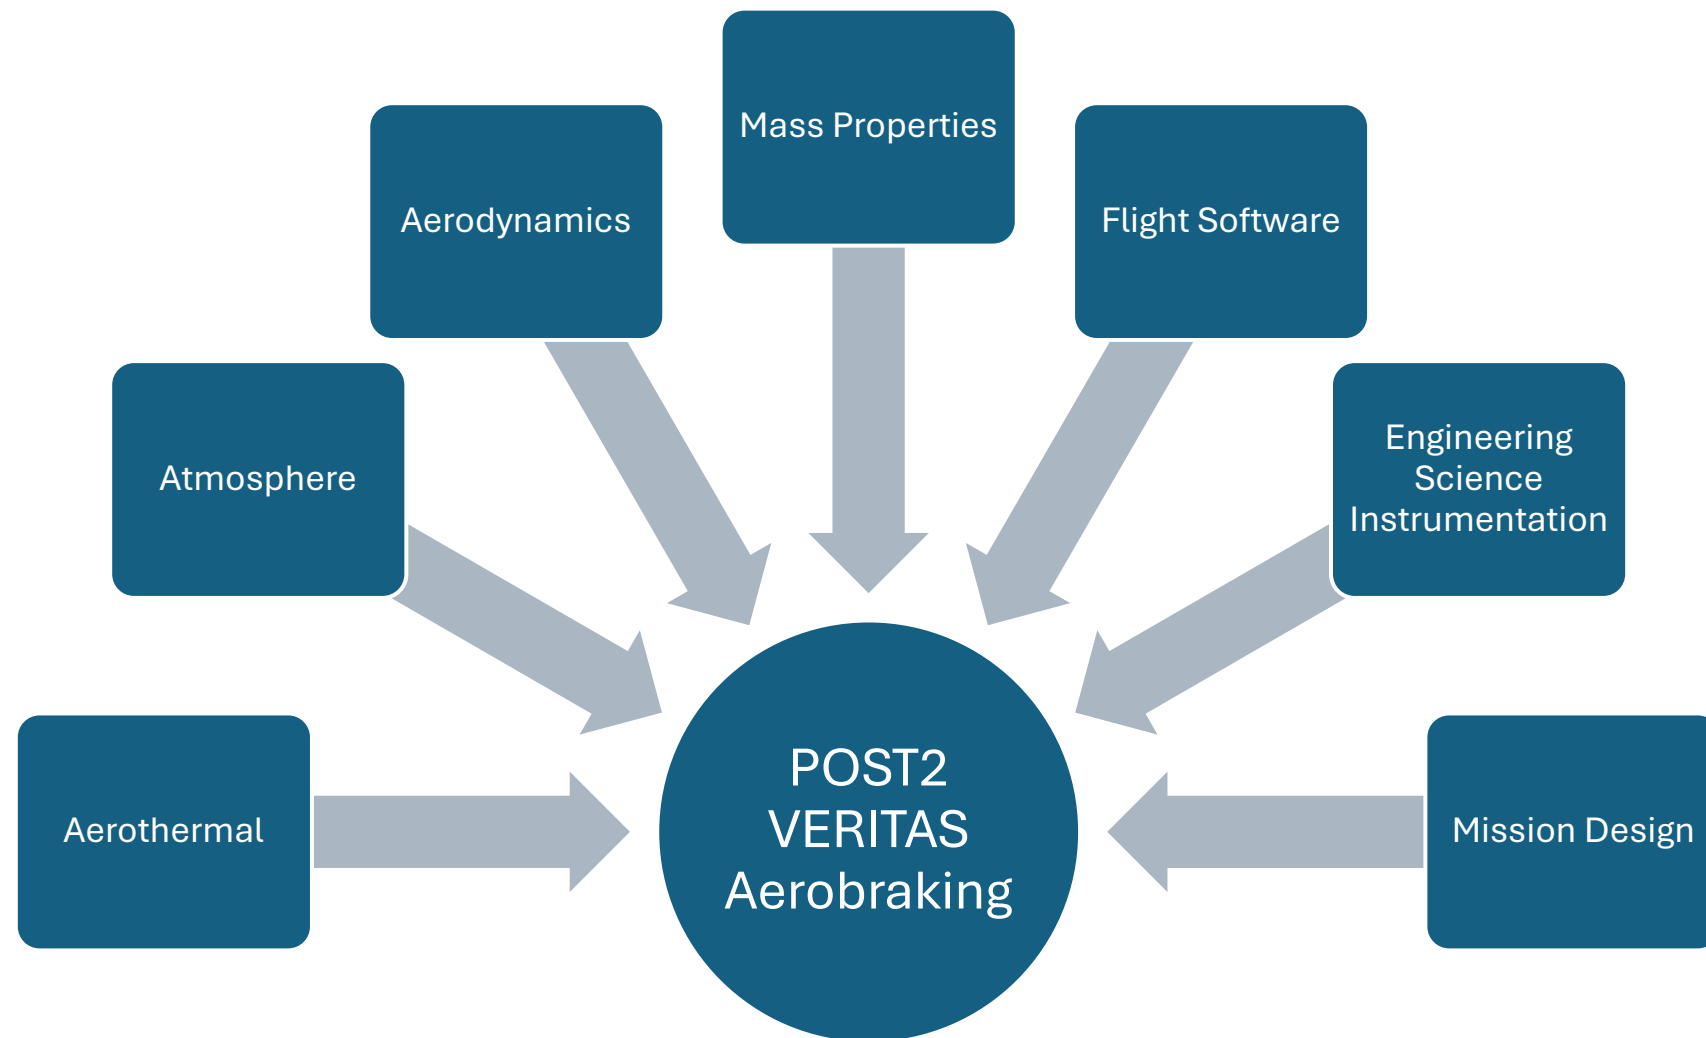 Mass Properties
Aerodynamics
Flight Software
Atmosphere
Engineering
Science
Instrumentation
Aerothermal
POST2
VERITAS
Aerobraking
Mission Design